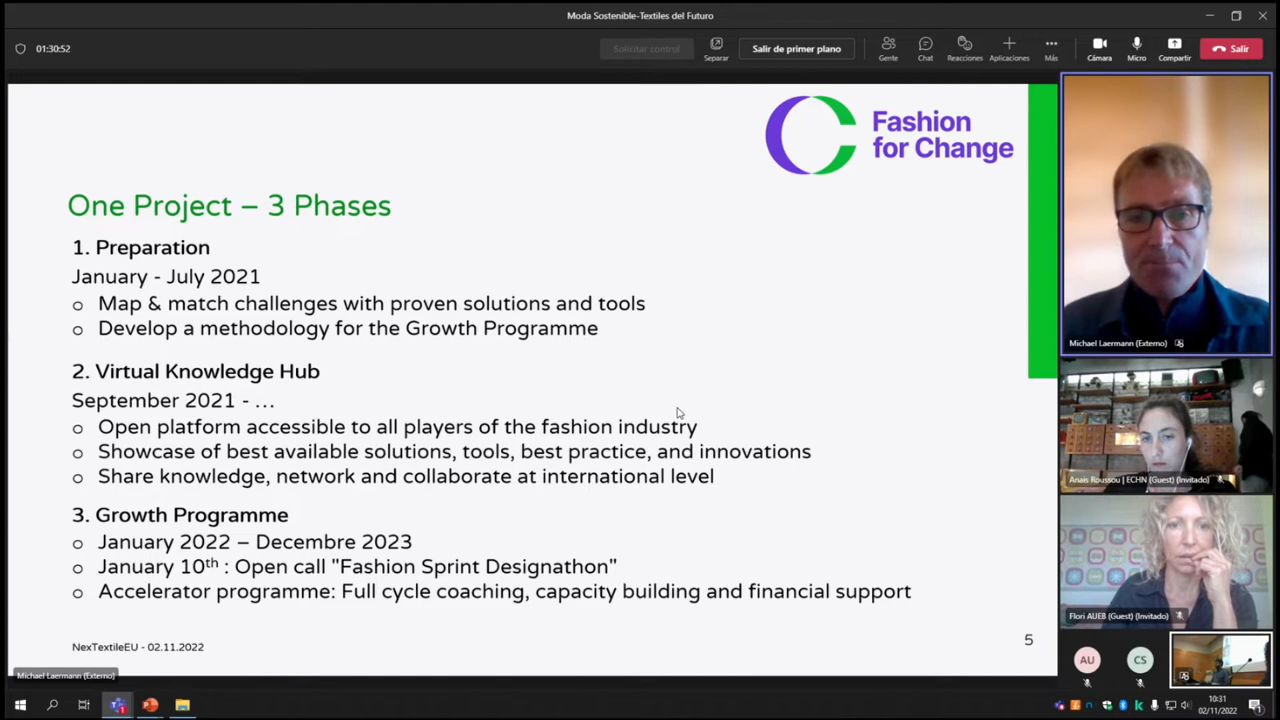 Moda Sostenible-Textiles del Futuro
01:30:52
Solicitar control
Separar
Salir de primer plano
Gente
Chat
Reacciones
Aplicaciones
Más
Cámara
Micro
Compartir
Salir
Fashion
for Change
One Project – 3 Phases
1. Preparation
January - July 2021
o Map & match challenges with proven solutions and tools
o Develop a methodology for the Growth Programme
2. Virtual Knowledge Hub
September 2021 - …
o Open platform accessible to all players of the fashion industry
o Showcase of best available solutions, tools, best practice, and innovations
o Share knowledge, network and collaborate at international level
3. Growth Programme
o January 2022 – Decembre 2023
o January 10th : Open call "Fashion Sprint Designathon"
o Accelerator programme: Full cycle coaching, capacity building and financial support
NexTextileEU - 02.11.2022
5
Michael Laermann (Externo)
Michael Laermann (Externo)
Anais Roussou | ECHN (Guest) (Invitado)
Flori AUEB (Guest) (Invitado)
AU
CS
10:31
02/11/2022